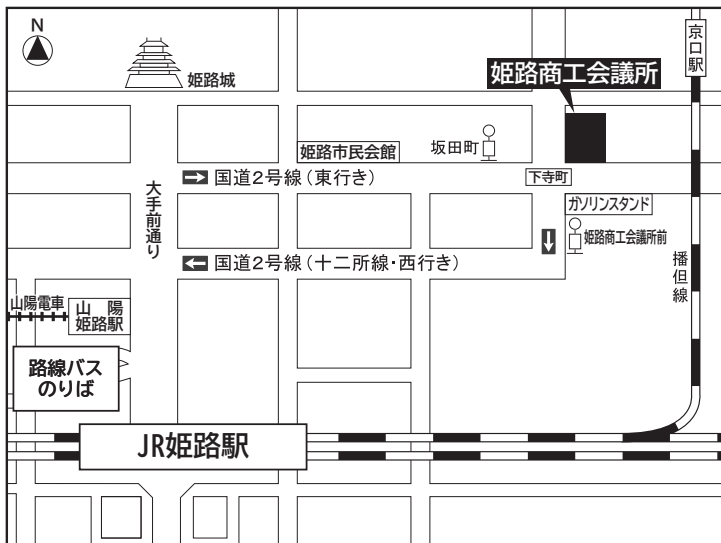 N
姫路城
姫路商工会議所
京口駅
姫路市民会館
坂田町
下寺町
国道2号線(東行き)
大手前通り
ガソリンスタンド
姫路商工会議所前
国道2号線(十二所線・西行き)
播但線
山陽電車
山 陽
姫路駅
路線バス
のりば
JR姫路駅